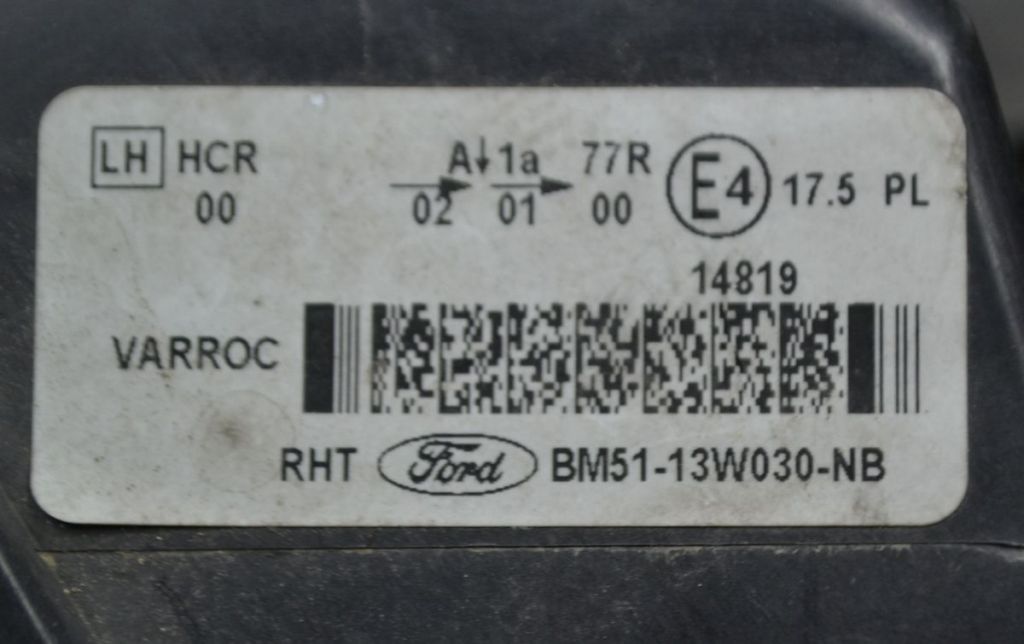 LH HCR A↓ 1a 77R E4 17.5 PL
00 02 01 00
14819
VARROC
RHT Ford BM51-13W030-NB